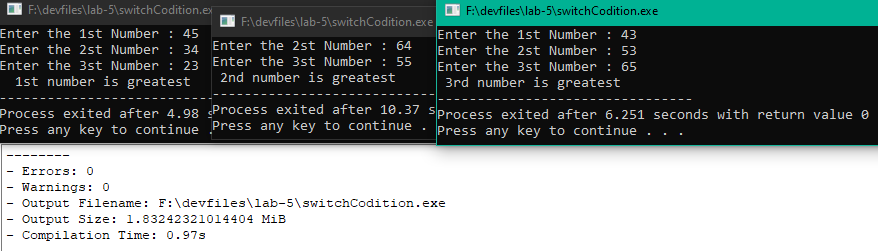 F:\devfiles\lab-5\switchCodition.ex
Enter the 1st Number : 45
Enter the 2st Number : 34
Enter the 3st Number : 23
1st number is greatest
--------------------------
Process exited after 4.98 s
Press any key to continue .
F:\devfiles\lab-5\switchCodition.exe
Enter the 2st Number : 64
Enter the 3st Number : 55
2nd number is greatest
--------------------------
Process exited after 10.37 s
Press any key to continue .
F:\devfiles\lab-5\switchCodition.exe
Enter the 1st Number : 43
Enter the 2st Number : 53
Enter the 3st Number : 65
3rd number is greatest
--------------------------------
Process exited after 6.251 seconds with return value 0
Press any key to continue . . .
--------
- Errors: 0
- Warnings: 0
- Output Filename: F:\devfiles\lab-5\switchCodition.exe
- Output Size: 1.83242321014404 MiB
- Compilation Time: 0.97s